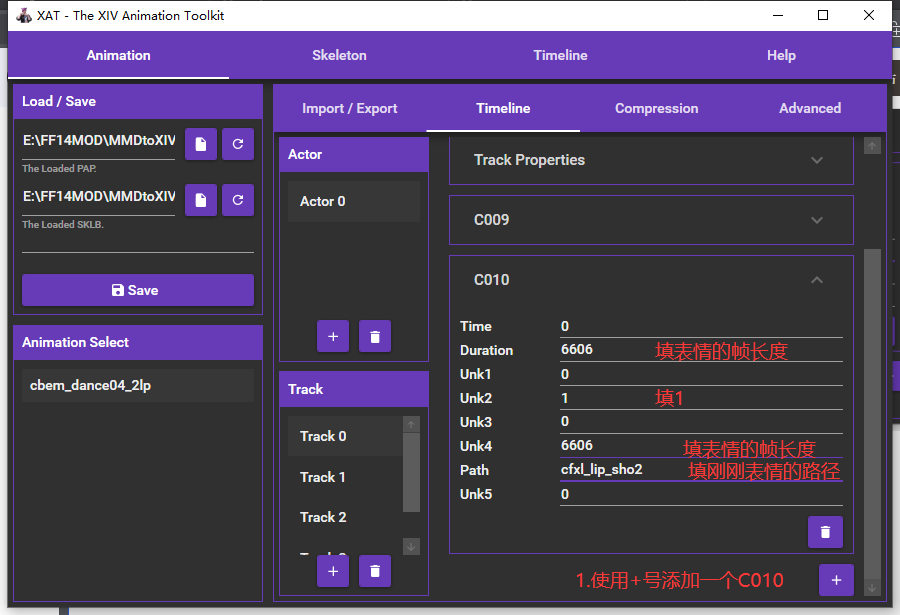 XAT - The XIV Animation Toolkit
Animation
Skeleton
Timeline
Help
Load / Save
E:\FF14MOD\MMDtoXIV
The Loaded PAP.
E:\FF14MOD\MMDtoXIV
The Loaded SKLB.
Save
Animation Select
cbem_dance04_2lp
Import / Export
Timeline
Compression
Advanced
Actor
Actor 0
Track
Track 0
Track 1
Track 2
Track Properties
C009
C010
Time 0
Duration 6606 填表情的帧长度
Unk1 0
Unk2 1 填1
Unk3 0
Unk4 6606 填表情的帧长度
Path cfxl_lip_sho2 填刚刚表情的路径
Unk5 0
1.使用+号添加一个C010